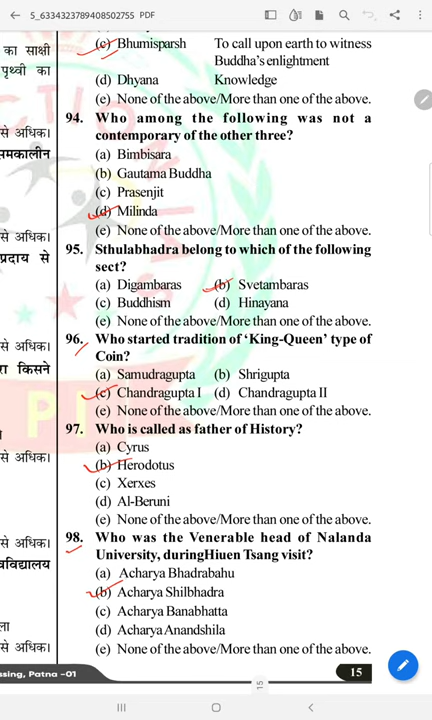 5_6334323789408502755 PDF
का साक्षी
पृथ्वी का
से अधिक।
समकालीन
से अधिक।
प्रदाय से
से अधिक।
रा किसने
से अधिक।
से अधिक।
वविद्यालय
ला
से अधिक।
(c) Bhumisparsh To call upon earth to witness
Buddha's enlightment
(d) Dhyana Knowledge
(e) None of the above/More than one of the above.
94. Who among the following was not a
contemporary of the other three?
(a) Bimbisara
(b) Gautama Buddha
(c) Prasenjit
(d) Milinda
(e) None of the above/More than one of the above.
95. Sthulabhadra belong to which of the following
sect?
(a) Digambaras (b) Svetambaras
(c) Buddhism (d) Hinayana
(e) None of the above/More than one of the above.
96. Who started tradition of 'King-Queen' type of
Coin?
(a) Samudragupta (b) Shrigupta
(c) Chandragupta I (d) Chandragupta II
(e) None of the above/More than one of the above.
97. Who is called as father of History?
(a) Cyrus
(b) Herodotus
(c) Xerxes
(d) Al-Beruni
(e) None of the above/More than one of the above.
98. Who was the Venerable head of Nalanda
University, duringHiuen Tsang visit?
(a) Acharya Bhadrabahu
(b) Acharya Shilbhadra
(c) Acharya Banabhatta
(d) Acharya Anandshila
(e) None of the above/More than one of the above.
ssing, Patna -01
15
15